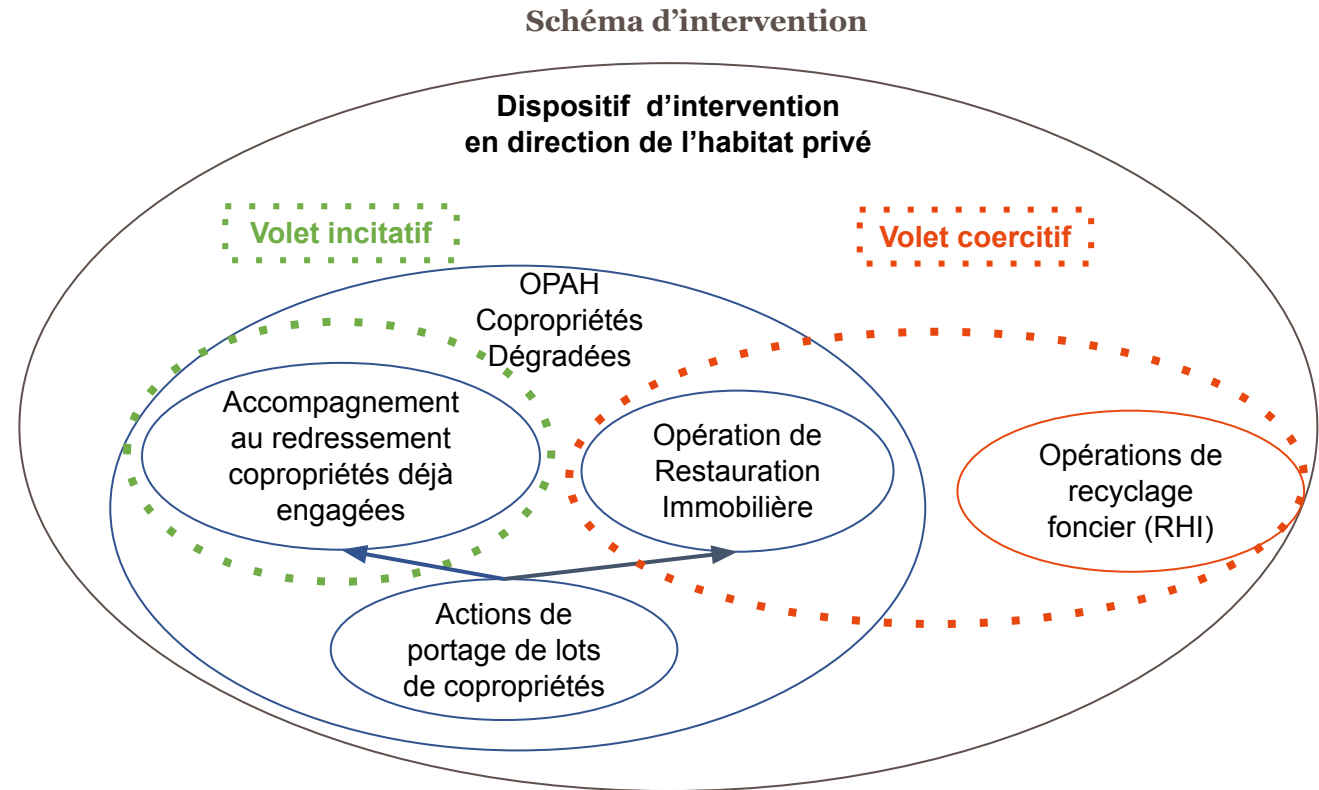 Schéma d’intervention
Dispositif d’intervention
en direction de l’habitat privé
Volet incitatif
Volet coercitif
OPAH
Copropriétés
Dégradées
Accompagnement
au redressement
copropriétés déjà
engagées
Opération de
Restauration
Immobilière
Opérations de
recyclage
foncier (RHI)
Actions de
portage de lots
de copropriétés